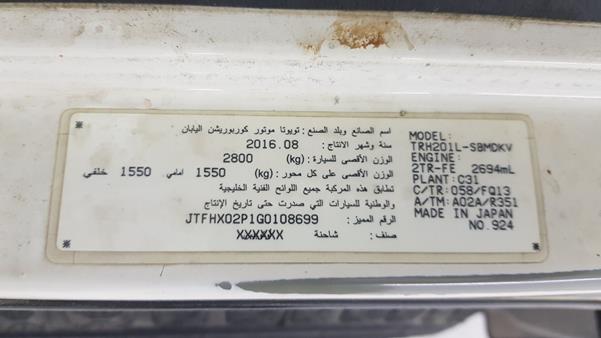 اسم الصانع وبلد الصنع : تويوتا موتور كوربوريشن اليابان
سنة وشهر الانتاج : 2016.08
الوزن الأقصى للسيارة : (kg) 2800
الوزن الأقصى على كل محور : (kg) 1550 امامي 1550 خلفي
تطابق هذه المركبة جميع اللوائح الفنية الخليجية
والوطنية للسيارات التي صدرت حتى تاريخ الإنتاج
الرقم المميز : JTFHX02P1G0108699
صنف : شاحنة XXXXXX
MODEL:
TRH201L-SBMDKV
ENGINE:
2TR-FE 2694mL
PLANT: C31
C/TR: 058/FQ13
A/TM: A02A/R351
MADE IN JAPAN
NO. 924